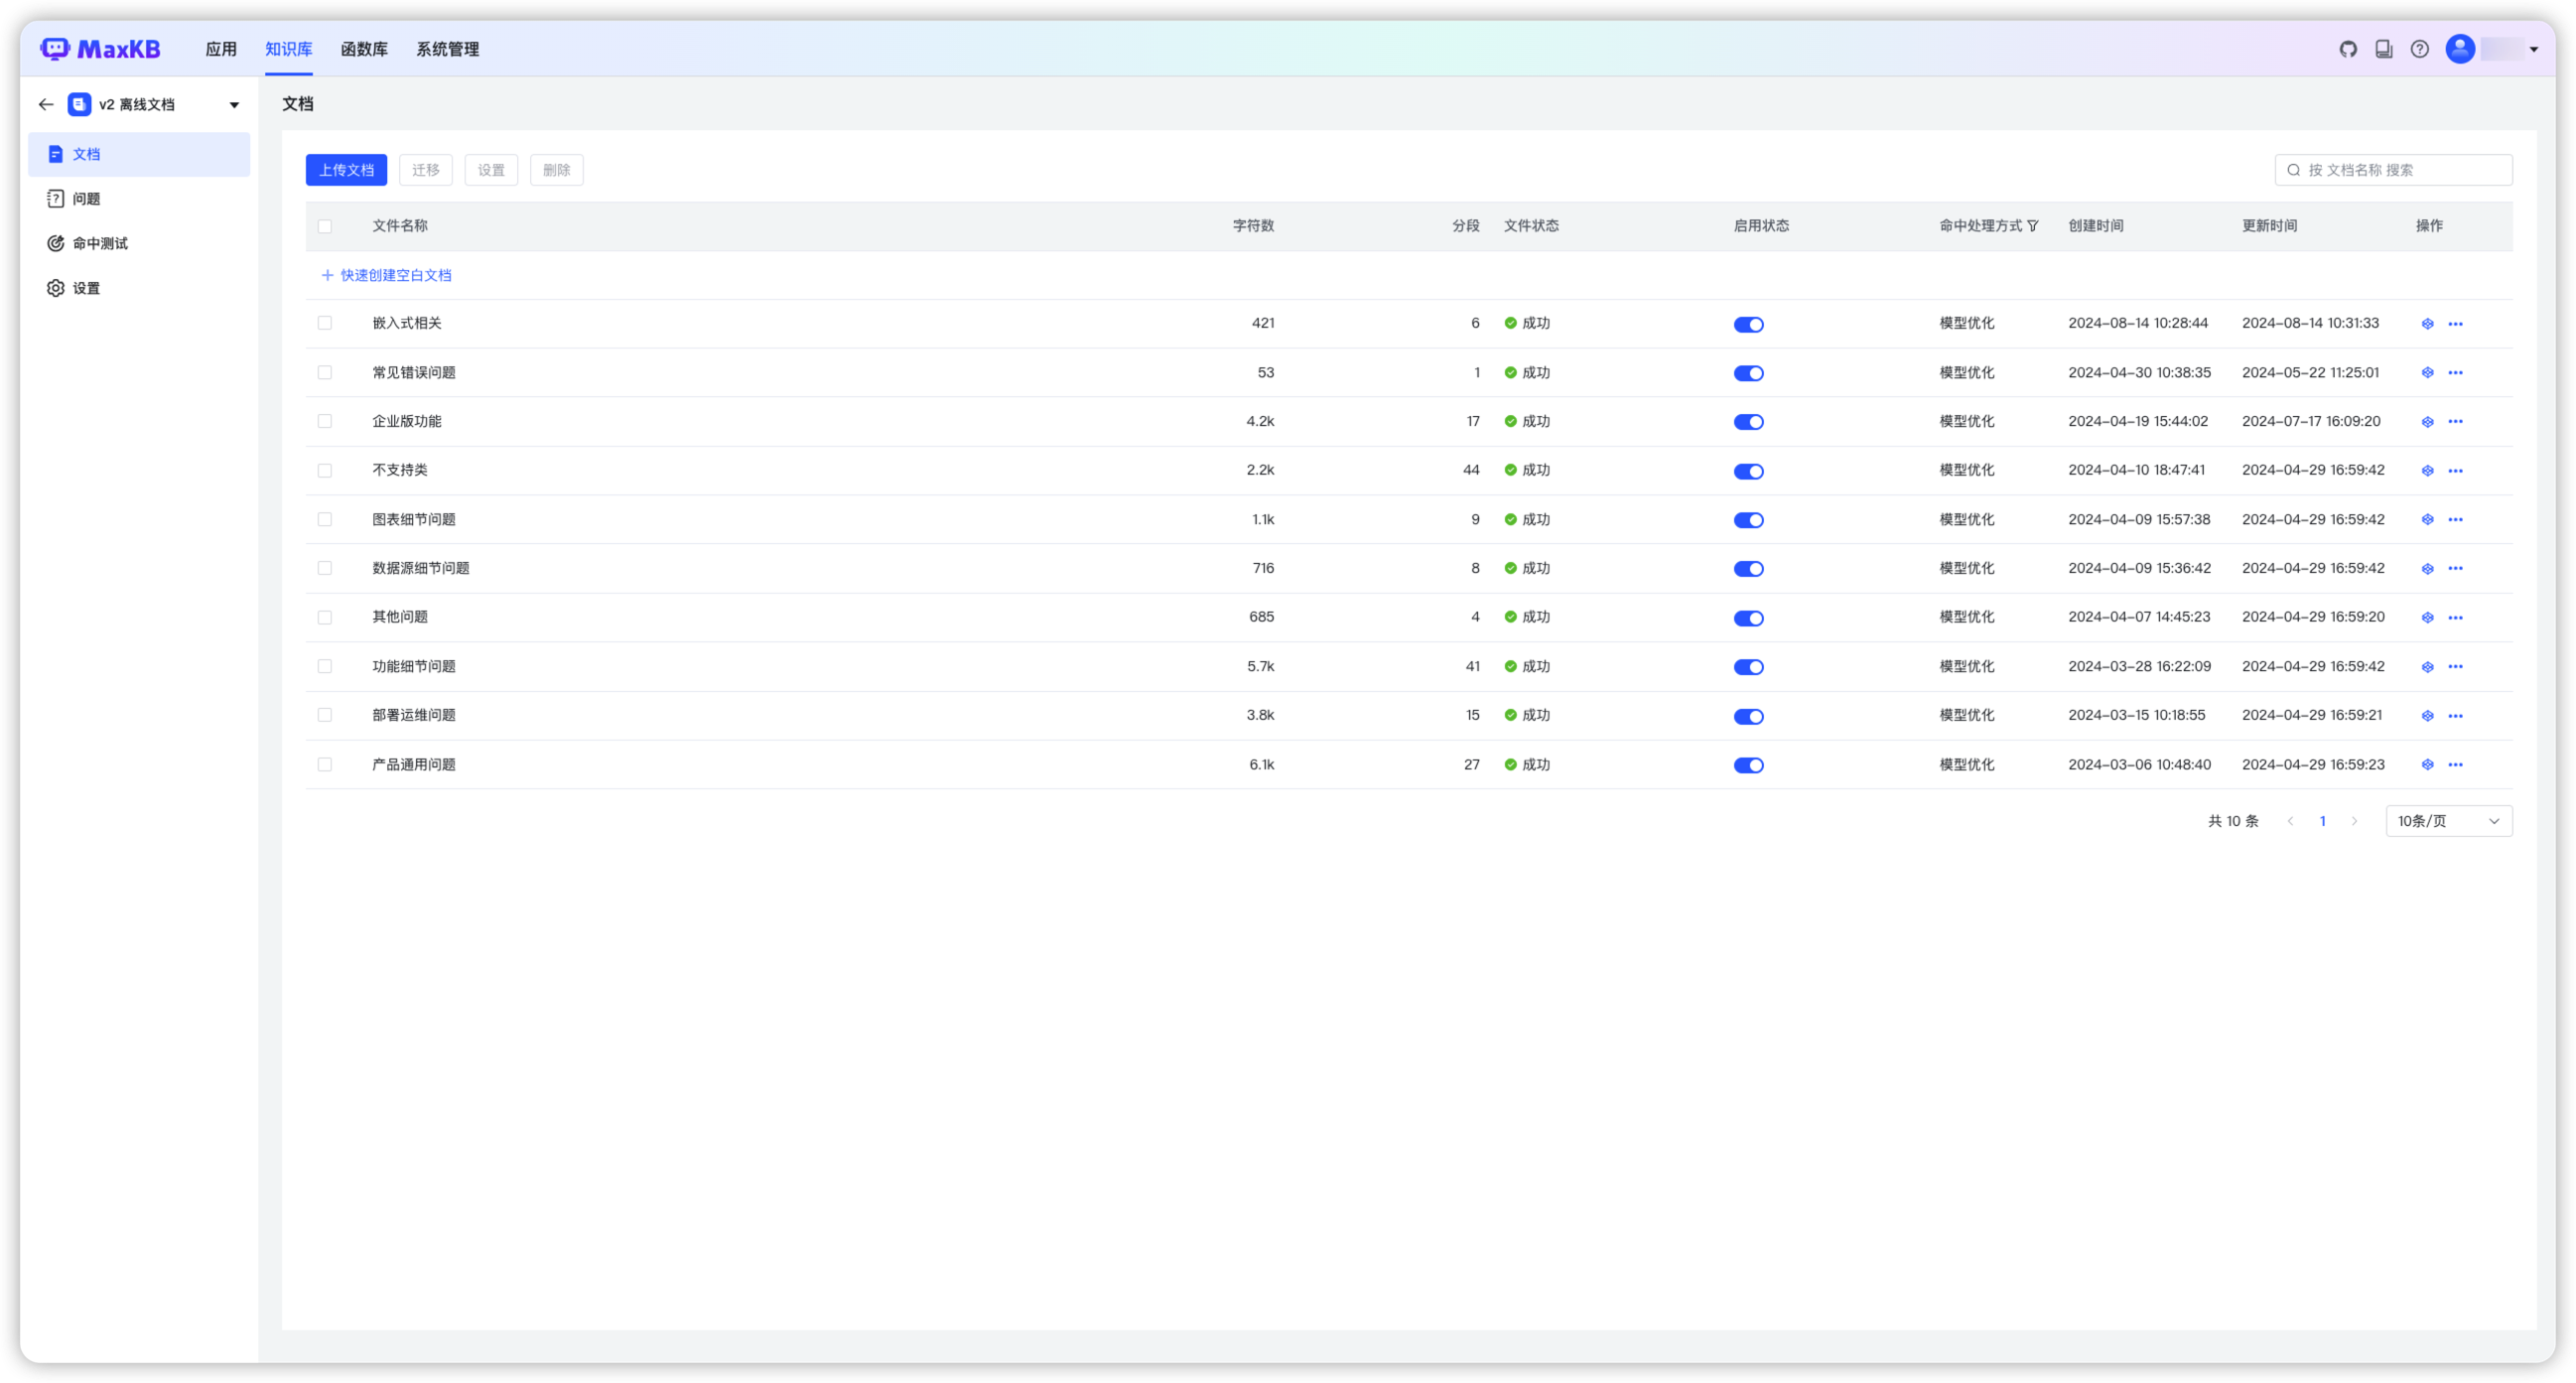 MaxKB 应用 知识库 函数库 系统管理
v2 离线文档
文档
问题
命中测试
设置
文档
上传文档 迁移 设置 删除 按 文档名称 搜索
文件名称 字符数 分段 文件状态 启用状态 命中处理方式 创建时间 更新时间 操作
快速创建空白文档
嵌入式相关 421 6 成功 模型优化 2024-08-14 10:28:44 2024-08-14 10:31:33
常见错误问题 53 1 成功 模型优化 2024-04-30 10:38:35 2024-05-22 11:25:01
企业版功能 4.2k 17 成功 模型优化 2024-04-19 15:44:02 2024-07-17 16:09:20
不支持类 2.2k 44 成功 模型优化 2024-04-10 18:47:41 2024-04-29 16:59:42
图表细节问题 1.1k 9 成功 模型优化 2024-04-09 15:57:38 2024-04-29 16:59:42
数据源细节问题 716 8 成功 模型优化 2024-04-09 15:36:42 2024-04-29 16:59:42
其他问题 685 4 成功 模型优化 2024-04-07 14:45:23 2024-04-29 16:59:20
功能细节问题 5.7k 41 成功 模型优化 2024-03-28 16:22:09 2024-04-29 16:59:42
部署运维问题 3.8k 15 成功 模型优化 2024-03-15 10:18:55 2024-04-29 16:59:21
产品通用问题 6.1k 27 成功 模型优化 2024-03-06 10:48:40 2024-04-29 16:59:23
共 10 条 1 10条/页